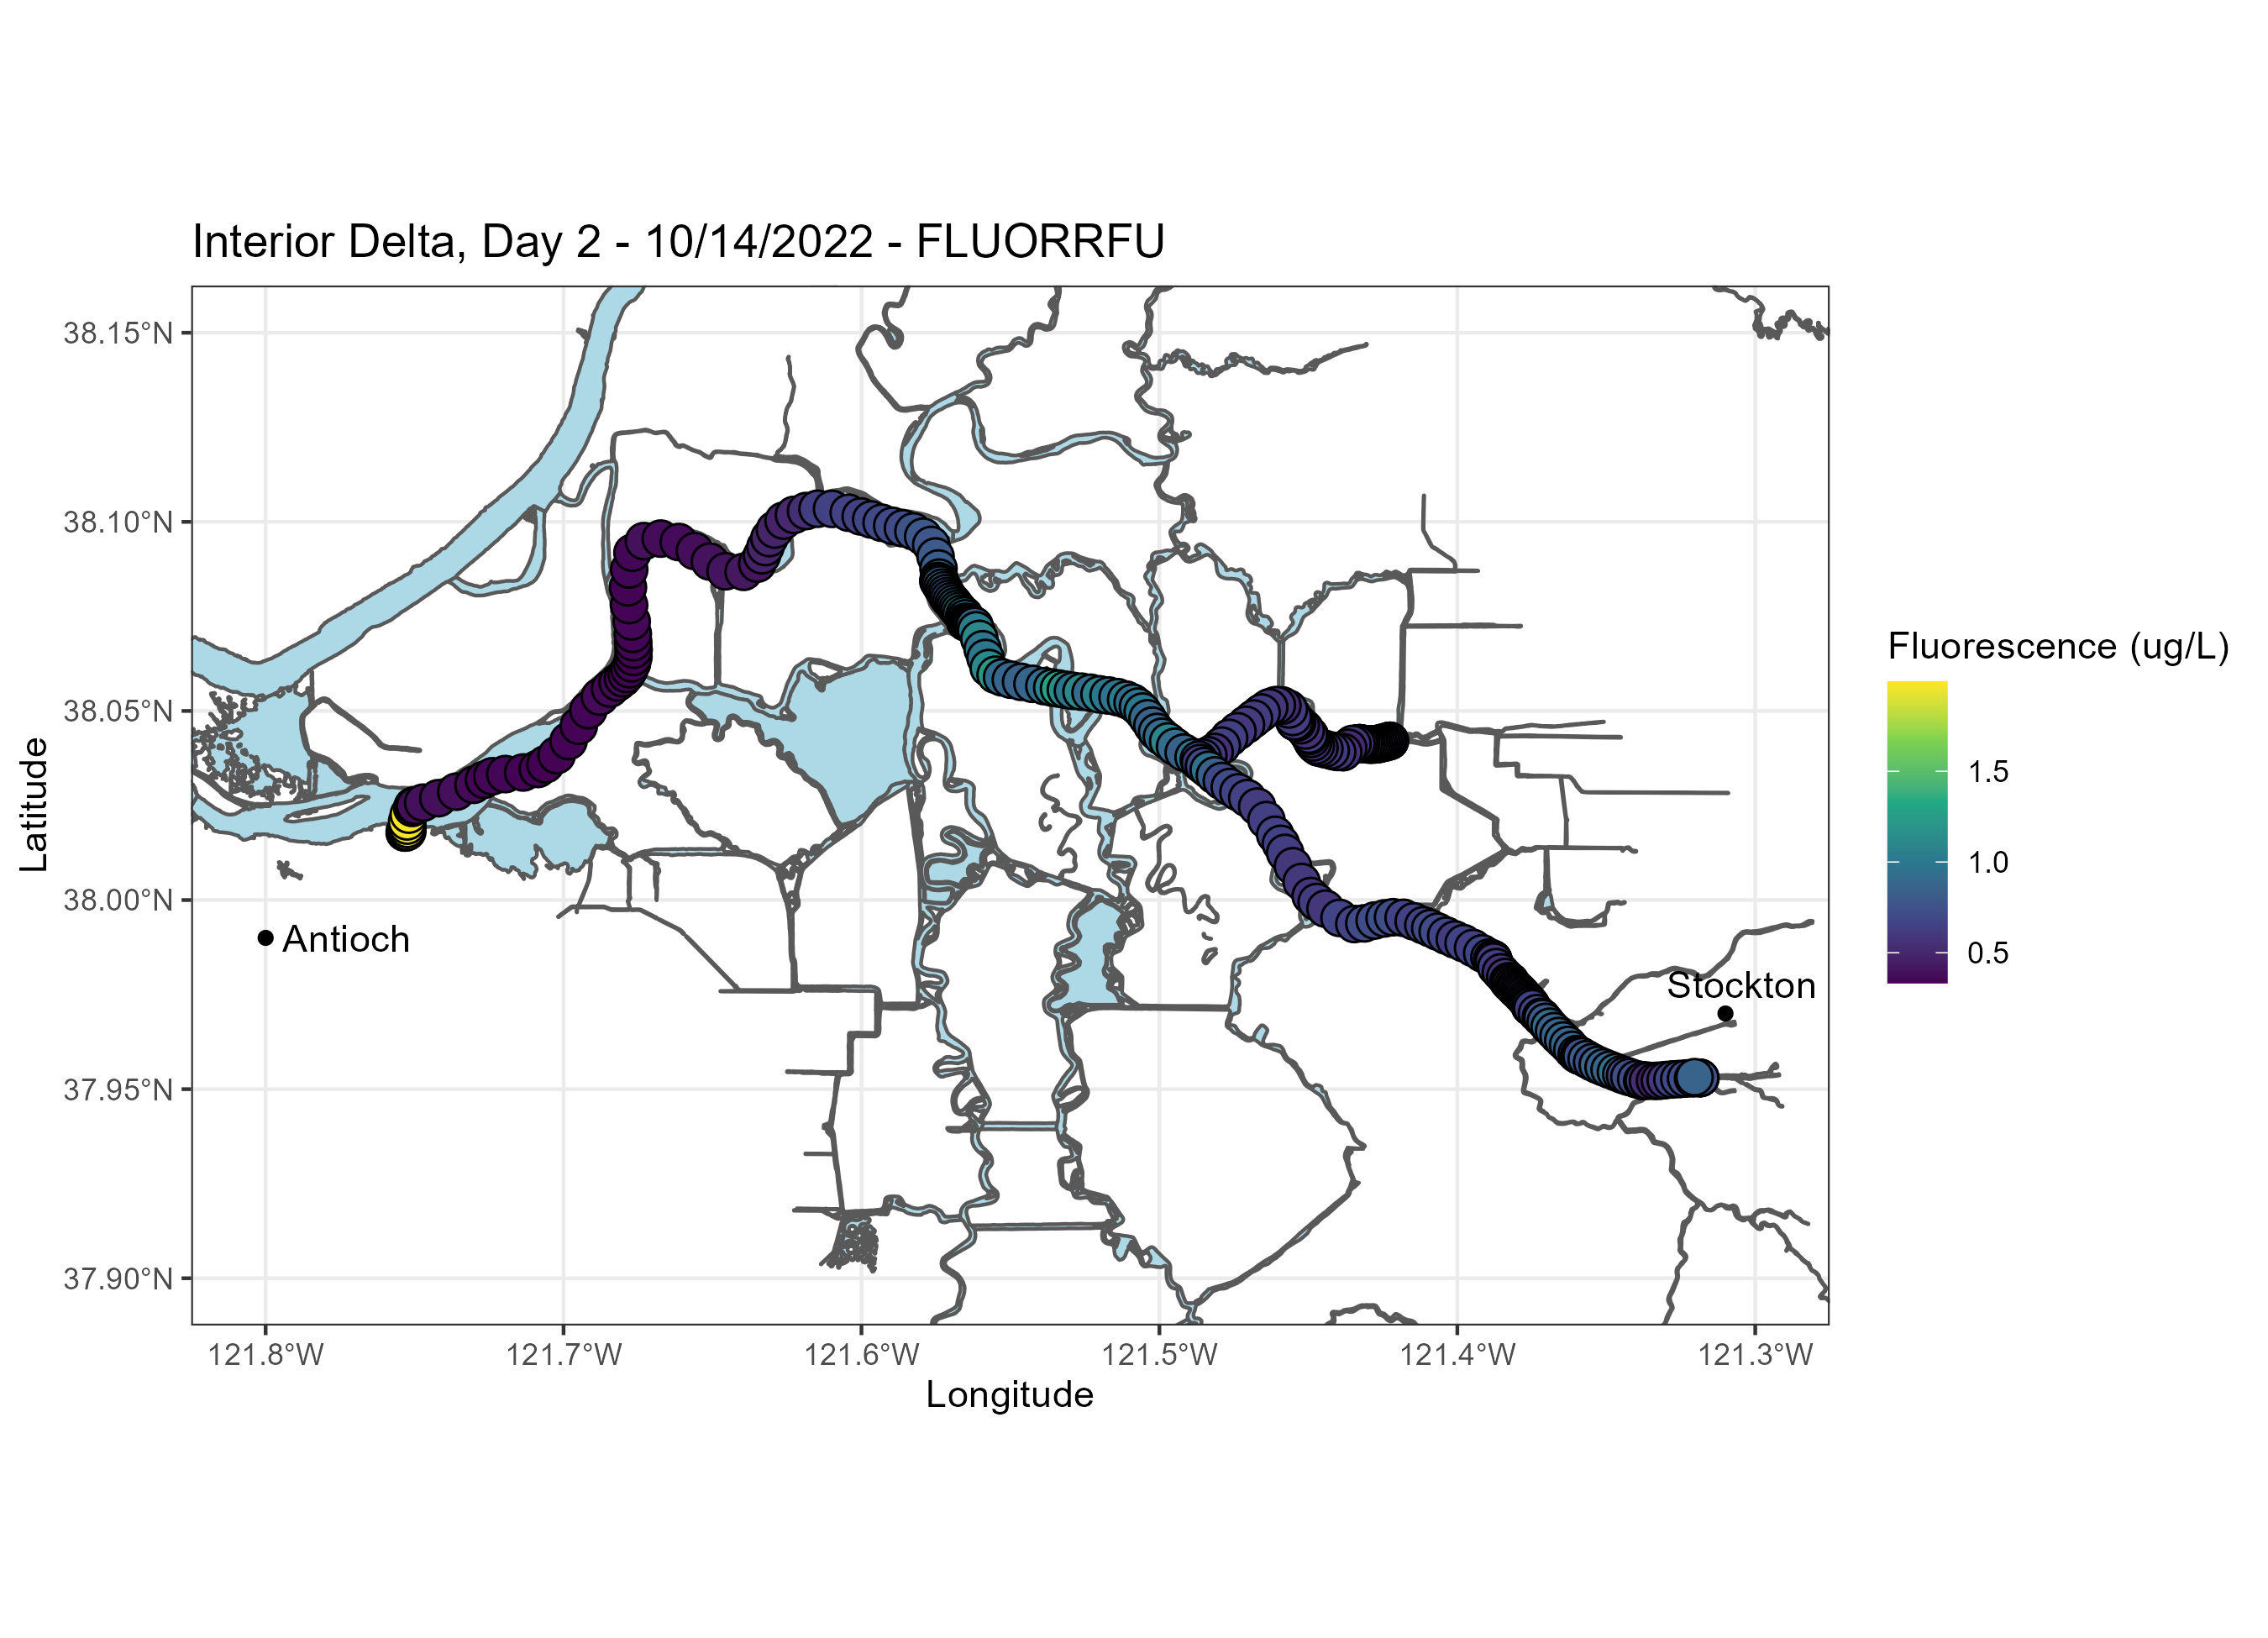 Interior Delta, Day 2 - 10/14/2022 - FLUORRFU
38.15°N
38.10°N
38.05°N
38.00°N
37.95°N
37.90°N
Latitude
Antioch
Stockton
121.8°W
121.7°W
121.6°W
121.5°W
121.4°W
121.3°W
Longitude
Fluorescence (ug/L)
1.5
1.0
0.5